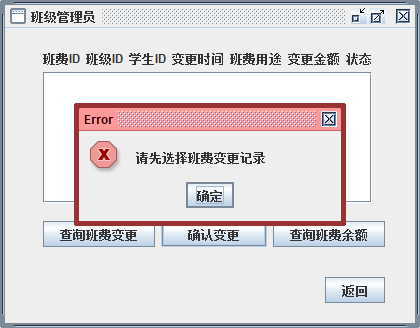 班级管理员
班费ID 班级ID 学生ID 变更时间 班费用途 变更金额 状态
Error
请先选择班费变更记录
确定
查询班费变更 确认变更 查询班费余额
返回